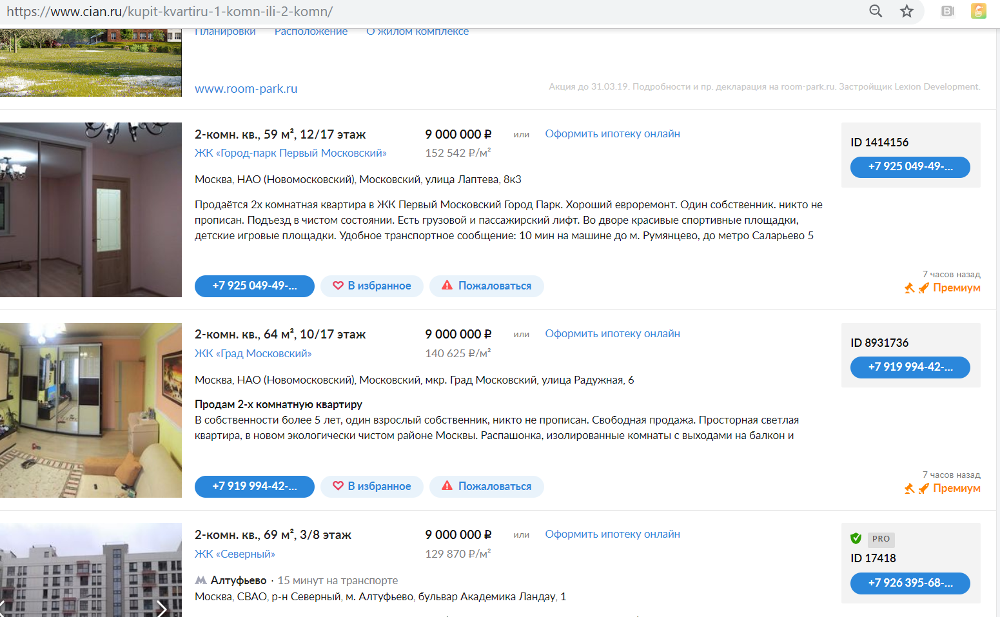 https://www.cian.ru/kupit-kvartiru-1-komn-ili-2-komn/
Планировки Расположение О жилом комплексе
www.room-park.ru
Акция до 31.03.19. Подробности и пр. декларация на room-park.ru. Застройщик Lexion Development.
2-комн. кв., 59 м², 12/17 этаж
9 000 000 ₽ или Оформить ипотеку онлайн
ЖК «Город-парк Первый Московский»
152 542 ₽/м²
Москва, НАО (Новомосковский), Московский, улица Лаптева, 8к3
Продаётся 2х комнатная квартира в ЖК Первый Московский Город Парк. Хороший евроремонт. Один собственник. никто не
прописан. Подъезд в чистом состоянии. Есть грузовой и пассажирский лифт. Во дворе красивые спортивные площадки,
детские игровые площадки. Удобное транспортное сообщение: 10 мин на машине до м. Румянцево, до метро Саларьево 5
+7 925 049-49-... В избранное Пожаловаться
ID 1414156
+7 925 049-49-...
7 часов назад
Премиум
2-комн. кв., 64 м², 10/17 этаж
9 000 000 ₽ или Оформить ипотеку онлайн
ЖК «Град Московский»
140 625 ₽/м²
Москва, НАО (Новомосковский), Московский, мкр. Град Московский, улица Радужная, 6
Продам 2-х комнатную квартиру
В собственности более 5 лет, один взрослый собственник, никто не прописан. Свободная продажа. Просторная светлая
квартира, в новом экологически чистом районе Москвы. Распашонка, изолированные комнаты с выходами на балкон и
+7 919 994-42-... В избранное Пожаловаться
ID 8931736
+7 919 994-42-...
7 часов назад
Премиум
2-комн. кв., 69 м², 3/8 этаж
9 000 000 ₽ или Оформить ипотеку онлайн
ЖК «Северный»
129 870 ₽/м²
Алтуфьево · 15 минут на транспорте
Москва, СВАО, р-н Северный, м. Алтуфьево, бульвар Академика Ландау, 1
PRO
ID 17418
+7 926 395-68-...